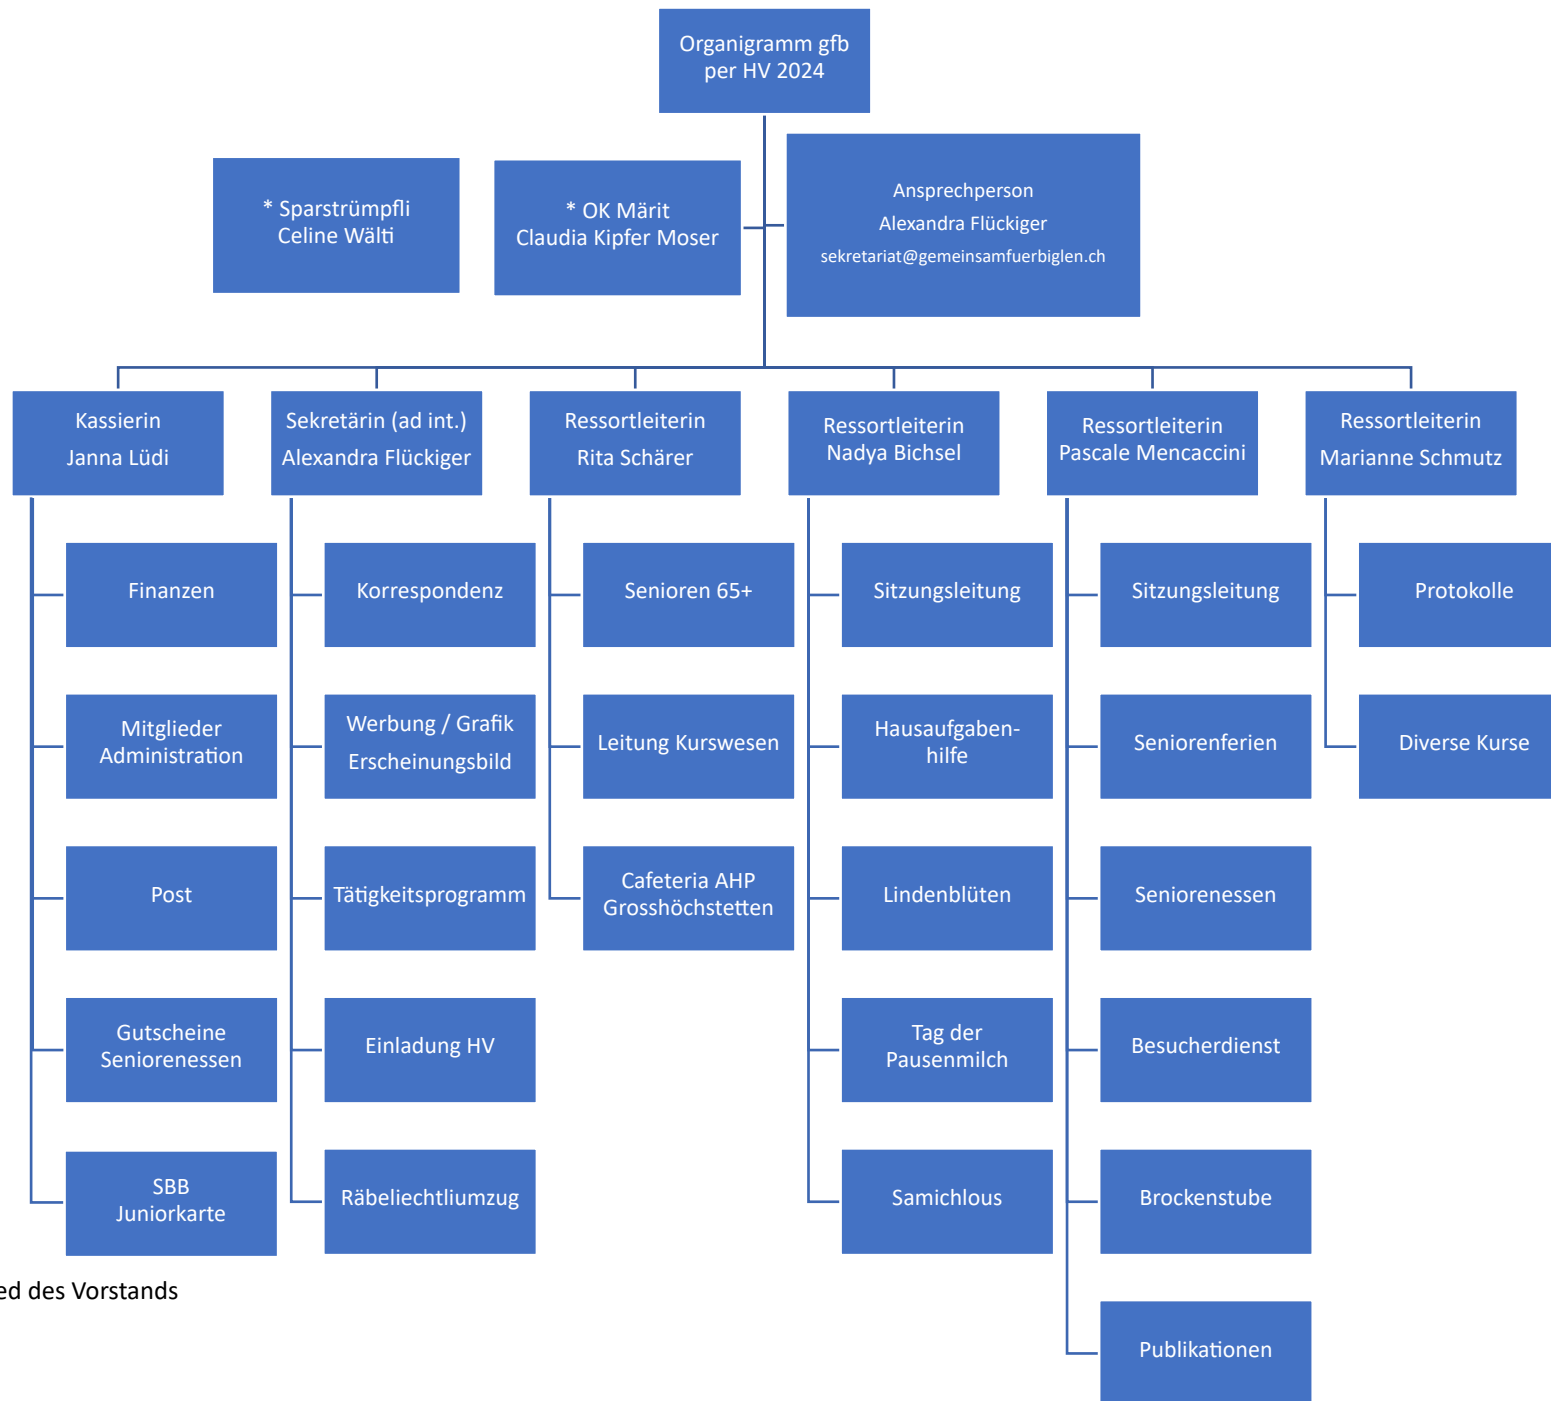 Organigramm gfb
per HV 2024
* Sparstrümpfli
Celine Wälti
* OK Märit
Claudia Kipfer Moser
Ansprechperson
Alexandra Flückiger
sekretariat@gemeinsamfuerbiglen.ch
Kassierin
Janna Lüdi
Sekretärin (ad int.)
Alexandra Flückiger
Ressortleiterin
Rita Schärer
Ressortleiterin
Nadya Bichsel
Ressortleiterin
Pascale Mencaccini
Ressortleiterin
Marianne Schmutz
Finanzen
Korrespondenz
Senioren 65+
Sitzungsleitung
Sitzungsleitung
Protokolle
Mitglieder
Administration
Werbung / Grafik
Erscheinungsbild
Leitung Kurswesen
Hausaufgaben-
hilfe
Seniorenferien
Diverse Kurse
Post
Tätigkeitsprogramm
Cafeteria AHP
Grosshöchstetten
Lindenblüten
Seniorenessen
Gutscheine
Seniorenessen
Einladung HV
Tag der
Pausenmilch
Besucherdienst
SBB
Juniorkarte
Räbeliechtliumzug
Samichlous
Brockenstube
ed des Vorstands
Publikationen